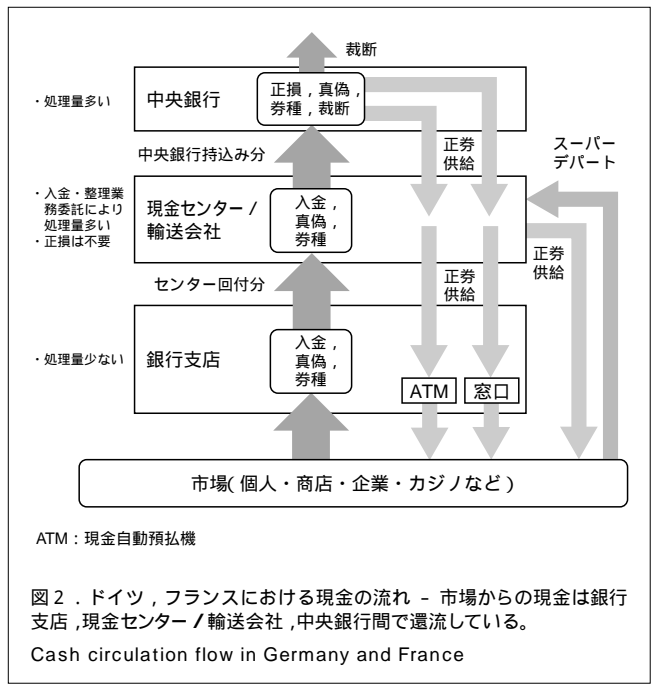 裁断
・処理量多い
中央銀行
正損，真偽，
券種，裁断
中央銀行持込み分
正券
供給
スーパー
デパート
・入金・整理業
務委託により
処理量多い
・正損は不要
現金センター /
輸送会社
入金，
真偽，
券種
正券
供給
正券
供給
センター回付分
・処理量少ない
銀行支店
入金，
真偽，
券種
ATM
窓口
市場( 個人・商店・企業・カジノなど )
ATM：現金自動預払機
図２．ドイツ，フランスにおける現金の流れ － 市場からの現金は銀行
支店，現金センター / 輸送会社，中央銀行間で還流している。
Cash circulation flow in Germany and France